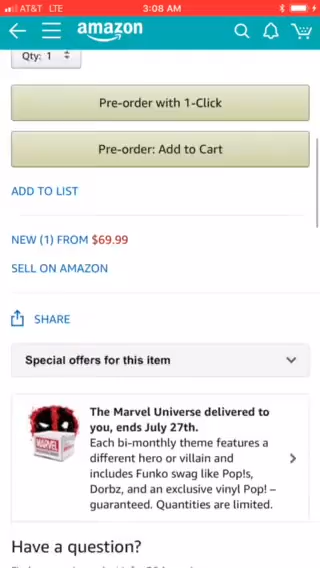 AT&T LTE 3:08 AM
amazon
Qty: 1
Pre-order with 1-Click
Pre-order: Add to Cart
ADD TO LIST
NEW (1) FROM $69.99
SELL ON AMAZON
SHARE
Special offers for this item
MARVEL
The Marvel Universe delivered to
you, ends July 27th.
Each bi-monthly theme features a
different hero or villain and
includes Funko swag like Pop!s,
Dorbz, and an exclusive vinyl Pop! –
guaranteed. Quantities are limited.
Have a question?